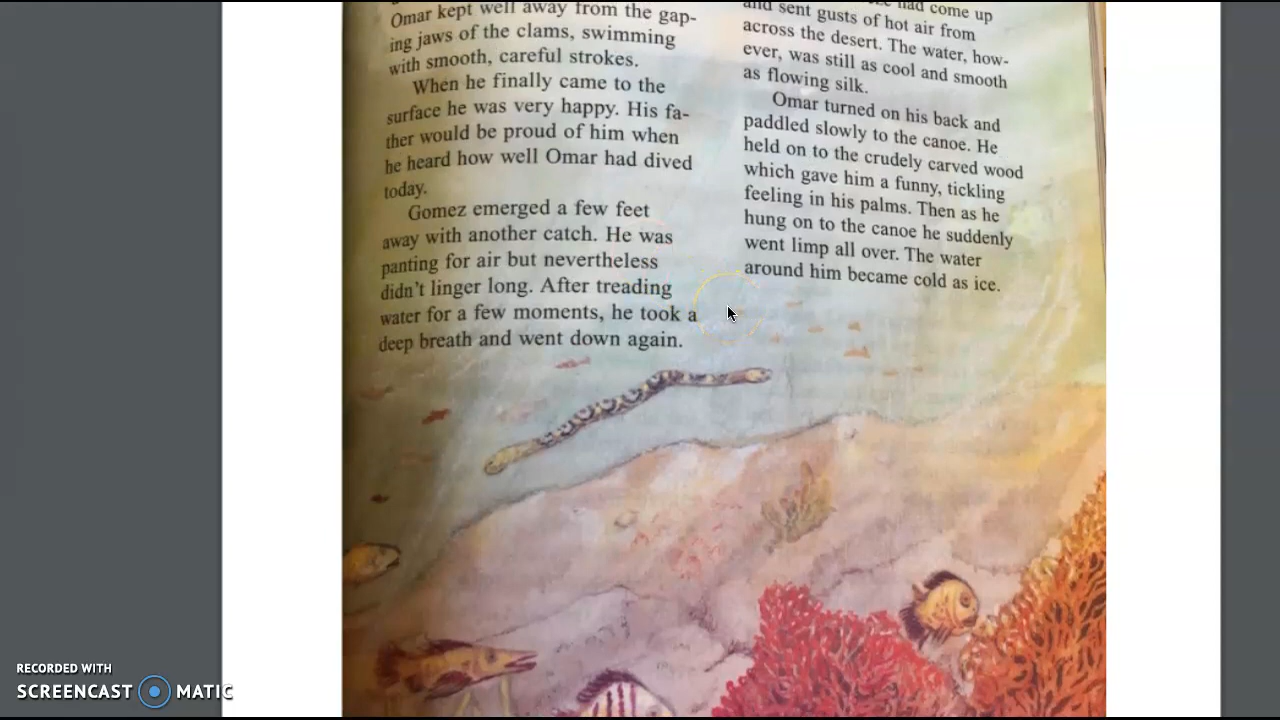 Omar kept well away from the gap-
ing jaws of the clams, swimming
with smooth, careful strokes.
When he finally came to the
surface he was very happy. His fa-
ther would be proud of him when
he heard how well Omar had dived
today.
Gomez emerged a few feet
away with another catch. He was
panting for air but nevertheless
didn't linger long. After treading
water for a few moments, he took a
deep breath and went down again.
had come up
and sent gusts of hot air from
across the desert. The water, how-
ever, was still as cool and smooth
as flowing silk.
Omar turned on his back and
paddled slowly to the canoe. He
held on to the crudely carved wood
which gave him a funny, tickling
feeling in his palms. Then as he
hung on to the canoe he suddenly
went limp all over. The water
around him became cold as ice.
RECORDED WITH
SCREENCAST MATIC